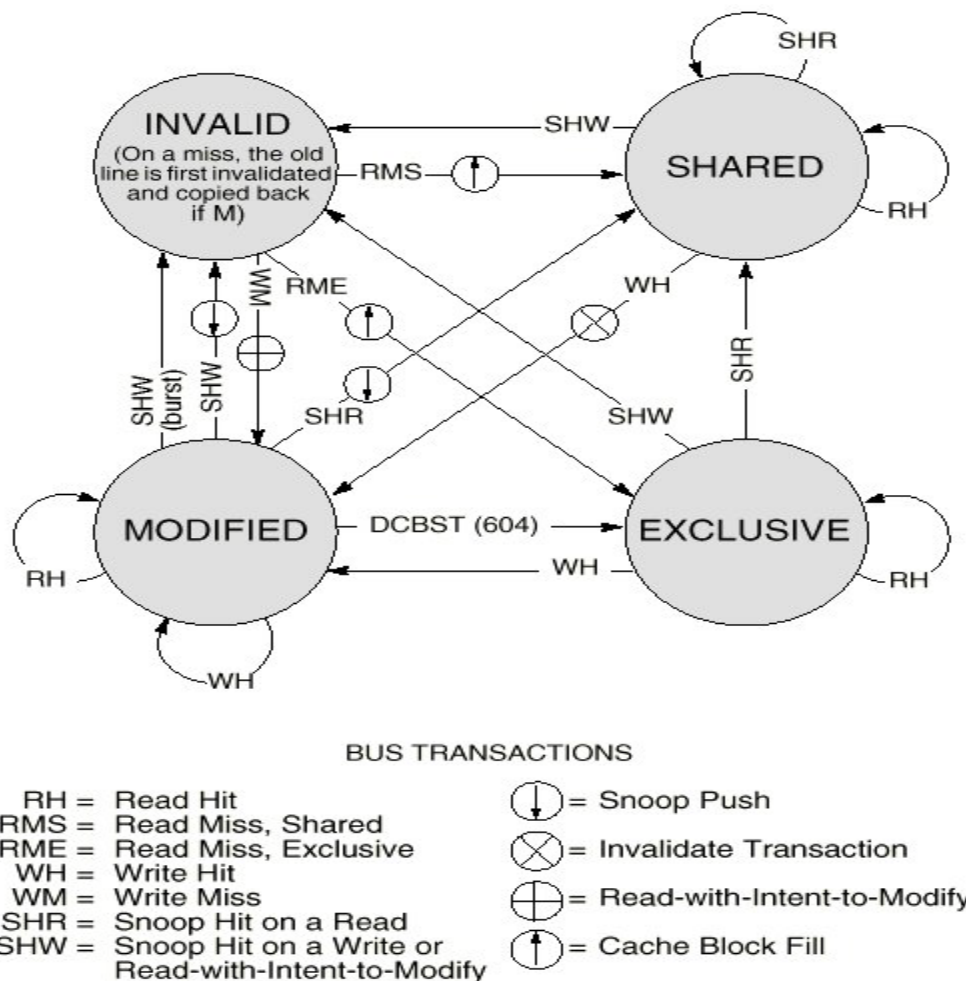 SHR
INVALID
(On a miss, the old
line is first invalidated
and copied back
if M)
SHW
RMS
SHARED
RH
WM
RME
WH
SHW
(burst)
SHW
SHR
SHW
SHR
MODIFIED
DCBST (604)
EXCLUSIVE
WH
RH
RH
WH
BUS TRANSACTIONS
RH = Read Hit
RMS = Read Miss, Shared
RME = Read Miss, Exclusive
WH = Write Hit
WM = Write Miss
SHR = Snoop Hit on a Read
SHW = Snoop Hit on a Write or
Read-with-Intent-to-Modify
= Snoop Push
= Invalidate Transaction
= Read-with-Intent-to-Modify
= Cache Block Fill